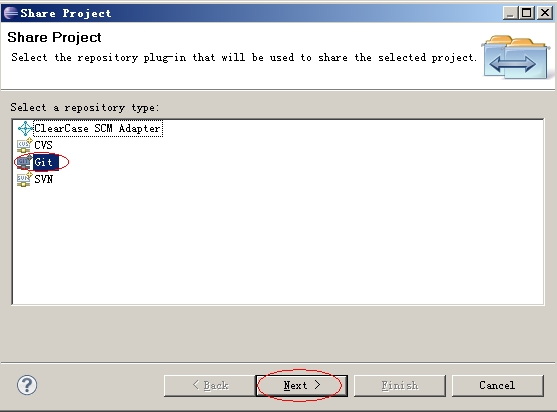 Share Project
Share Project
Select the repository plug-in that will be used to share the selected project.
Select a repository type:
ClearCase SCM Adapter
CVS
Git
SVN
< Back
Next >
Finish
Cancel